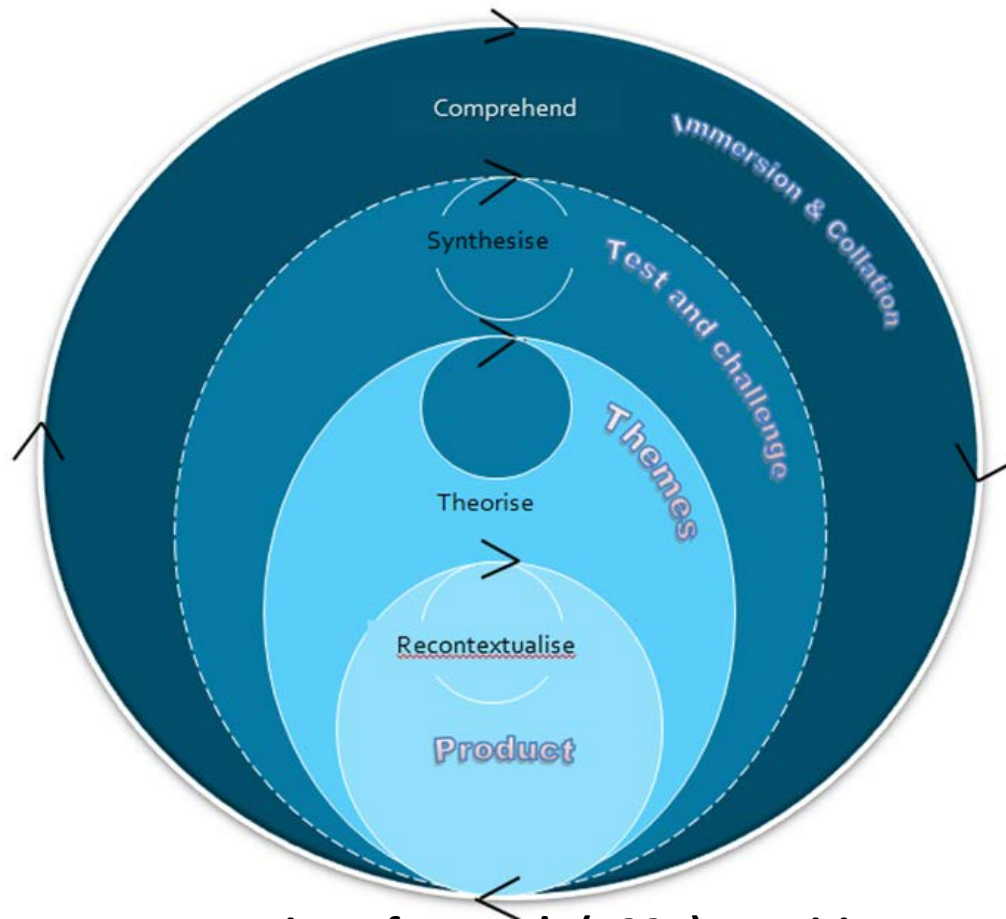 Comprehend
Immersion & Collation
Synthesise
Test and challenge
Themes
Theorise
Recontextualise
Product